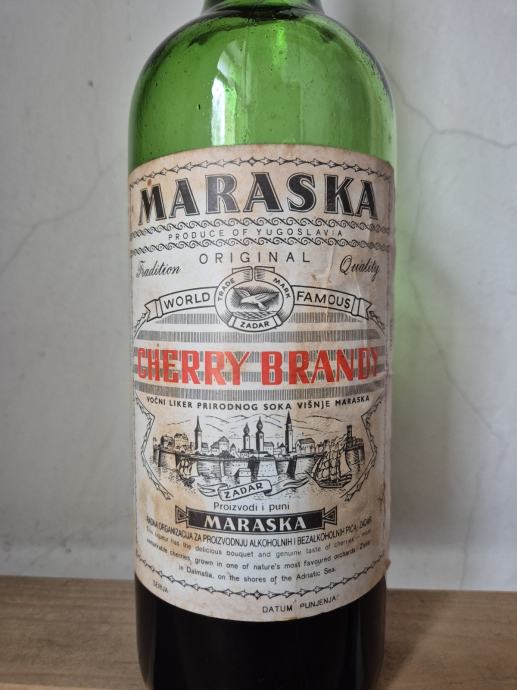 MARASKA
PRODUCE OF YUGOSLAVIA
ORIGINAL
Tradition Quality
TRADE MARK
WORLD FAMOUS
ZADAR
CHERRY BRANDY
VOĆNI LIKER PRIRODNOG SOKA VIŠNJE MARASKA
ZADAR
Proizvodi i puni
MARASKA
RADNA ORGANIZACIJA ZA PROIZVODNJU ALKOHOLNIH I BEZALKOHOLNIH PIĆA, ZADAR
This liqueur has the delicious bouquet and genuine taste of cherries
cherries, grown in one of nature's most favoured orchards: Zadar
in Dalmatia, on the shores of the Adriatic Sea.
SERIJA
DATUM PUNJENJA